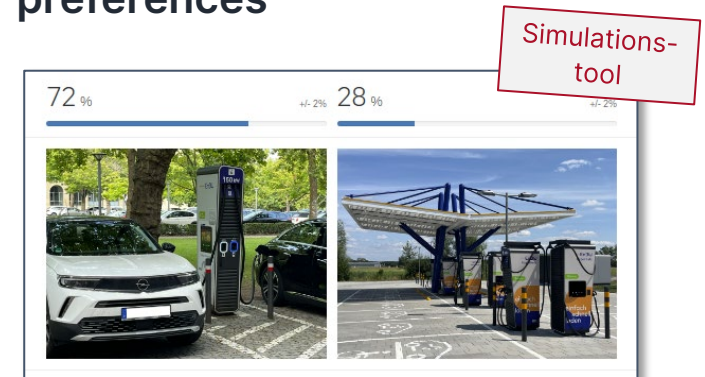 preferences
Simulations-
tool
72 %
+/- 2%
28 %
+/- 2%
150 kW